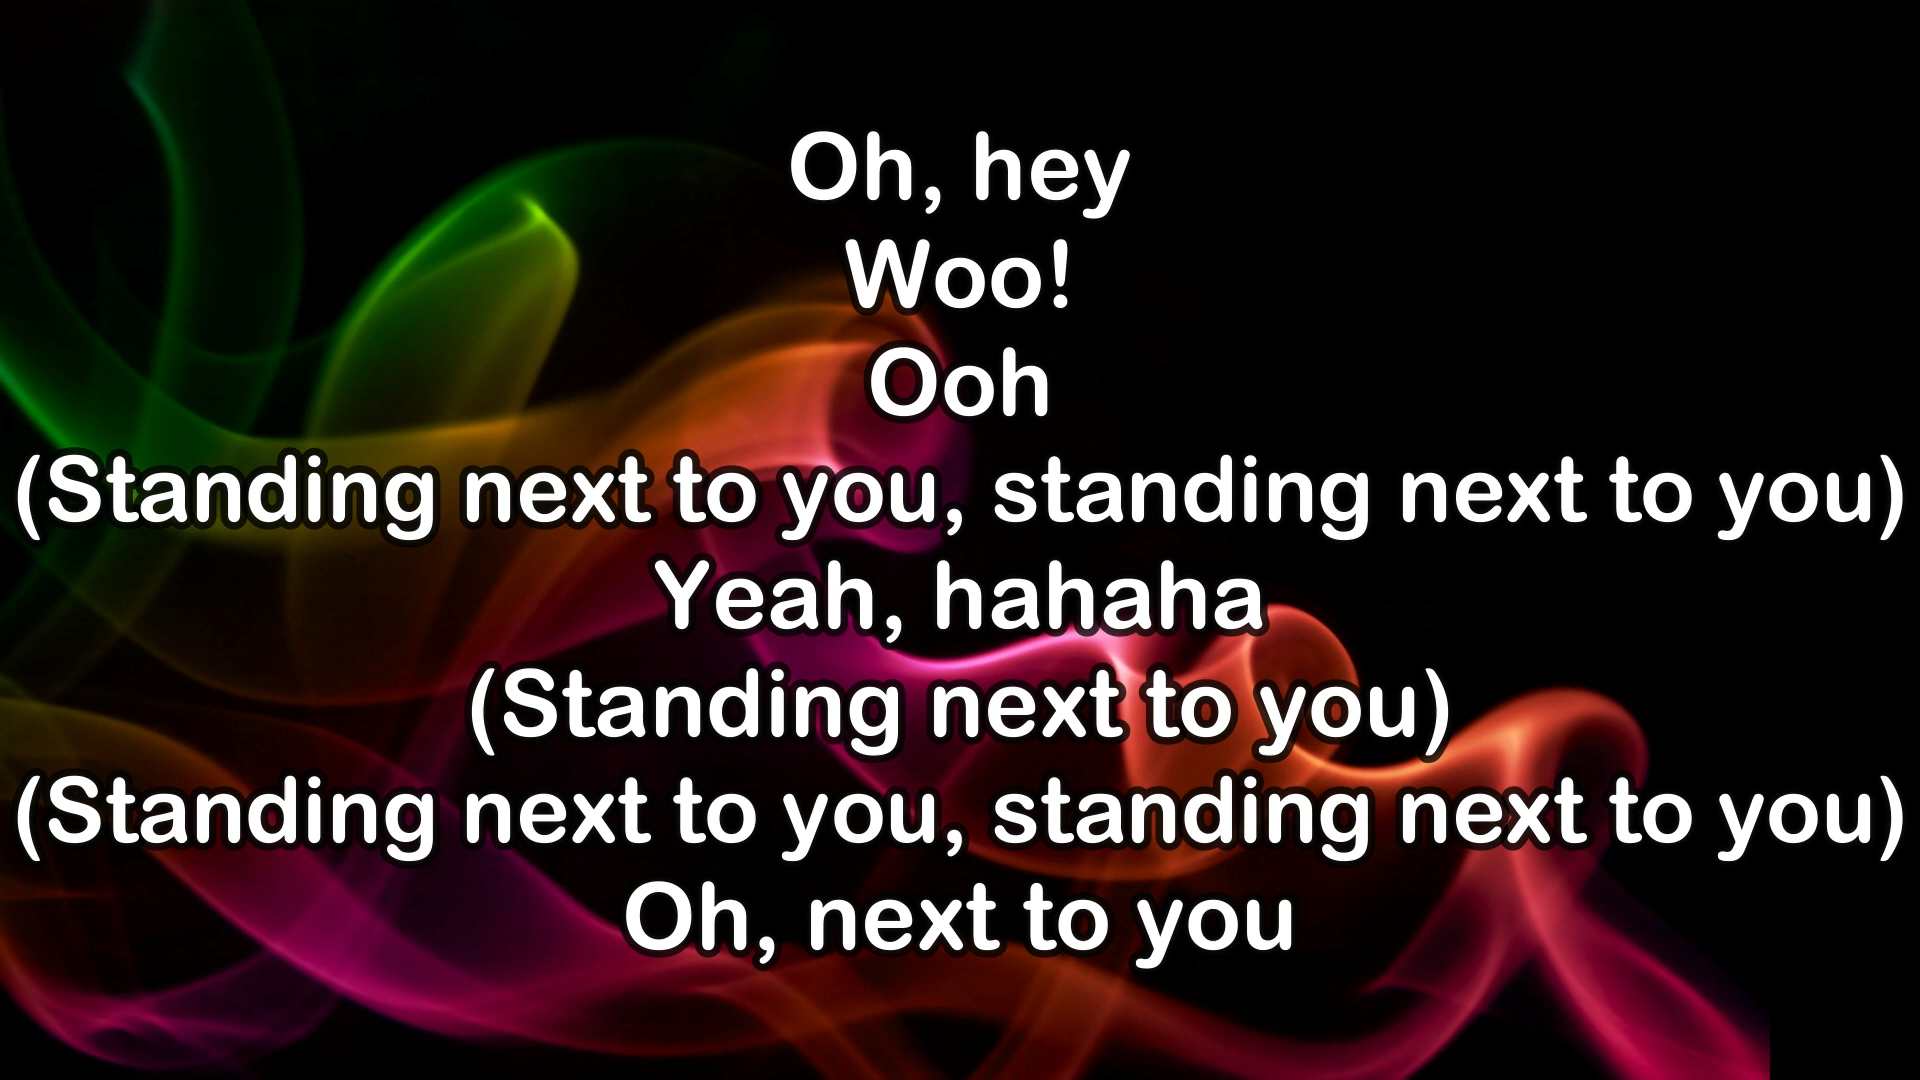 Oh, hey
Woo!
Ooh
(Standing next to you, standing next to you)
Yeah, hahaha
(Standing next to you)
(Standing next to you, standing next to you)
Oh, next to you